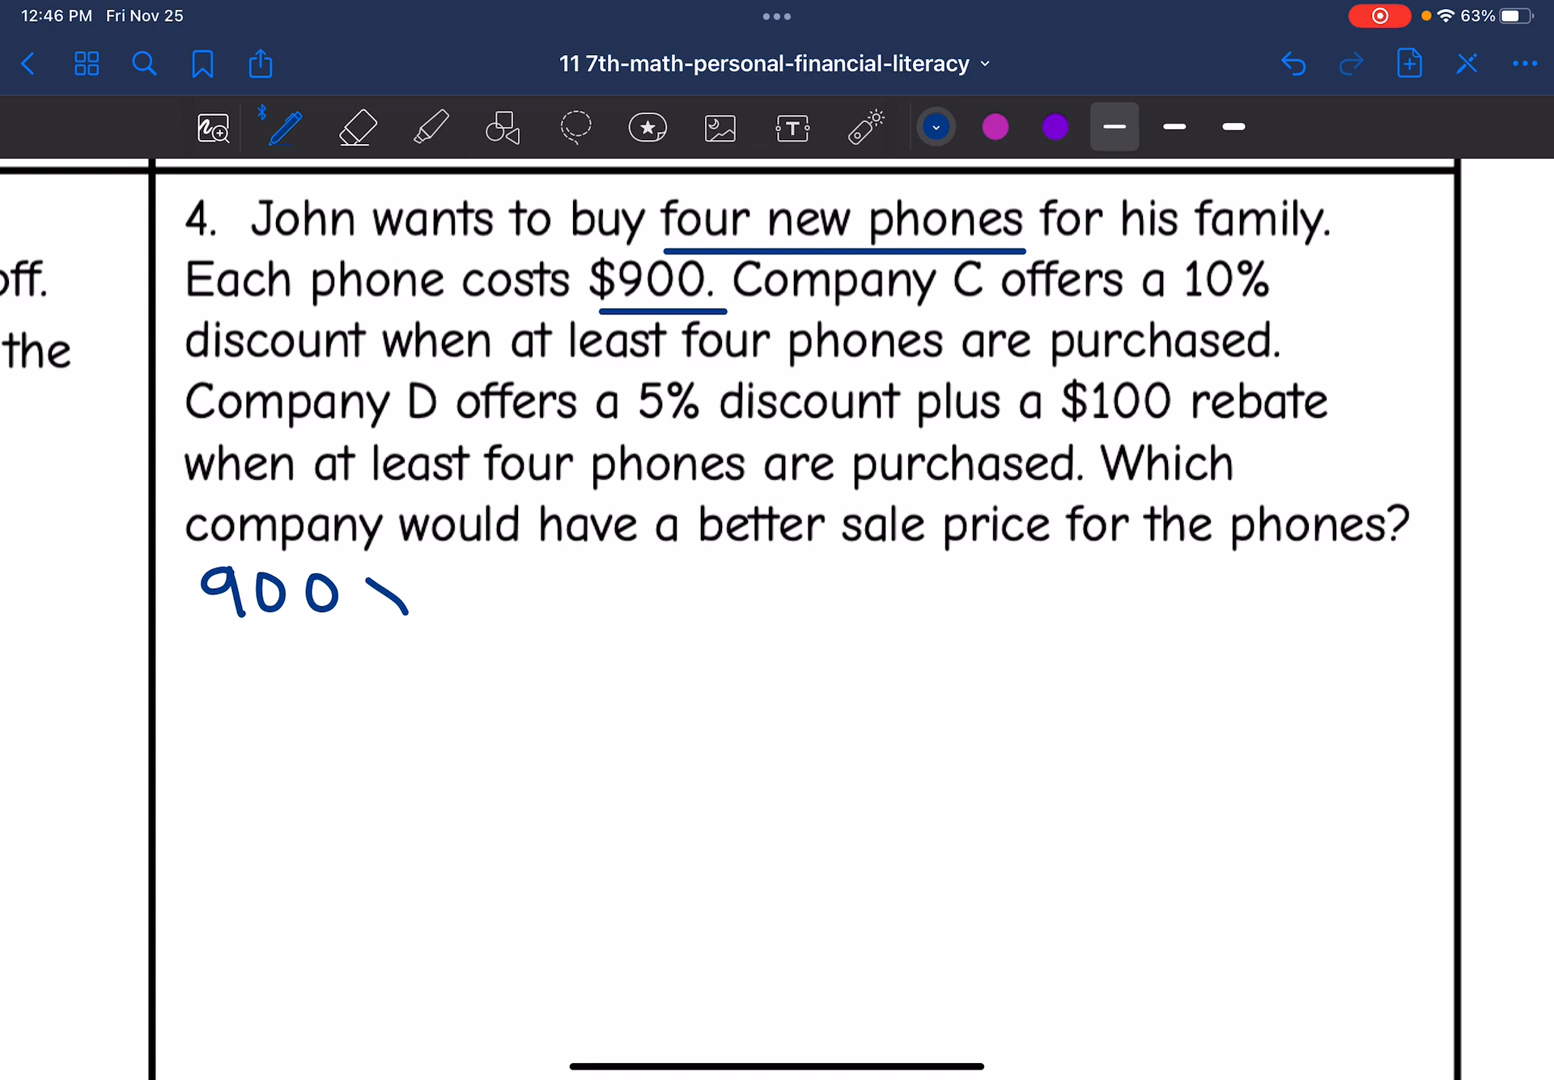 12:46 PM Fri Nov 25
63%
11 7th-math-personal-financial-literacy
T
off.
the
4. John wants to buy four new phones for his family.
Each phone costs $900. Company C offers a 10%
discount when at least four phones are purchased.
Company D offers a 5% discount plus a $100 rebate
when at least four phones are purchased. Which
company would have a better sale price for the phones?
900 \